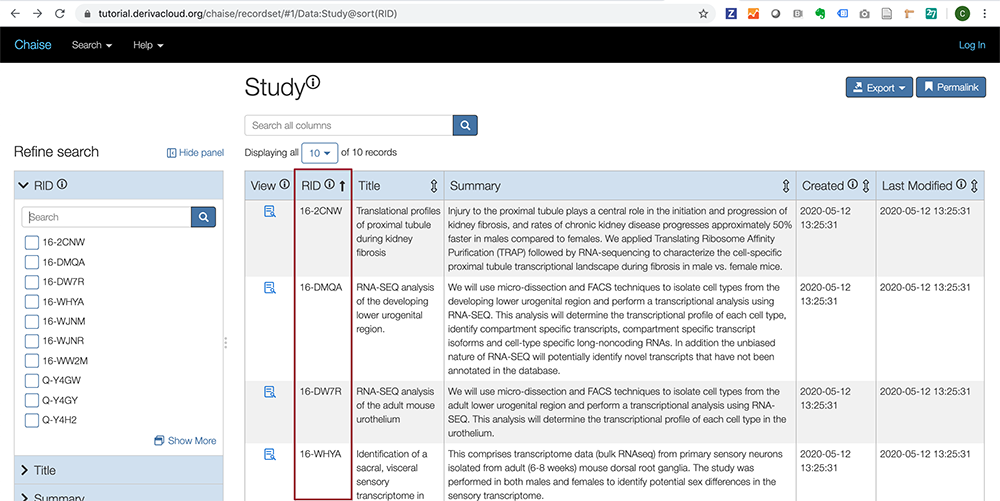 tutorial.derivacloud.org/chaise/recordset/#1/Data:Study@sort(RID)
Chaise Search Help Log In
Study
Export Permalink
Search all columns
Refine search Hide panel
Displaying all 10 of 10 records
RID
Search
16-2CNW
16-DMQA
16-DW7R
16-WHYA
16-WJNM
16-WJNR
16-WW2M
Q-Y4GW
Q-Y4GY
Q-Y4H2
Show More
Title
Summary
View RID Title Summary Created Last Modified
16-2CNW
Translational profiles
of proximal tubule
during kidney
fibrosis
Injury to the proximal tubule plays a central role in the initiation and progression
of kidney fibrosis, and rates of chronic kidney disease progresses approximately 50%
faster in males compared to females. We applied Translating Ribosome Affinity
Purification (TRAP) followed by RNA-sequencing to characterize the cell-specific
proximal tubule transcriptional landscape during fibrosis in male vs. female mice.
2020-05-12
13:25:31
2020-05-12 13:25:31
16-DMQA
RNA-SEQ analysis
of the developing
lower urogenital
region.
We will use micro-dissection and FACS techniques to isolate cell types from the
developing lower urogenital region and perform a transcriptional analysis using
RNA-SEQ. This analysis will determine the transcriptional profile of each cell type,
identify compartment specific transcripts, compartment specific transcript
isoforms and cell-type specific long-noncoding RNAs. In addition the unbiased
nature of RNA-SEQ will potentially identify novel transcripts that have not been
annotated in the database.
2020-05-12
13:25:31
2020-05-12 13:25:31
16-DW7R
RNA-SEQ analysis
of the adult mouse
urothelium
We will use micro-dissection and FACS techniques to isolate cell types from the
adult lower urogenital region and perform a transcriptional analysis using RNA-
SEQ. This analysis will determine the transcriptional profile of each cell type in the
urothelium.
2020-05-12
13:25:31
2020-05-12 13:25:31
16-WHYA
Identification of a
sacral, visceral
sensory
transcriptome in
This comprises transcriptome data (bulk RNAseq) from primary sensory neurons
isolated from adult (6-8 weeks) mouse dorsal root ganglia. The study was
performed in both males and females to identify potential sex differences in the
sensory transcriptome.
2020-05-12
13:25:31
2020-05-12 13:25:31